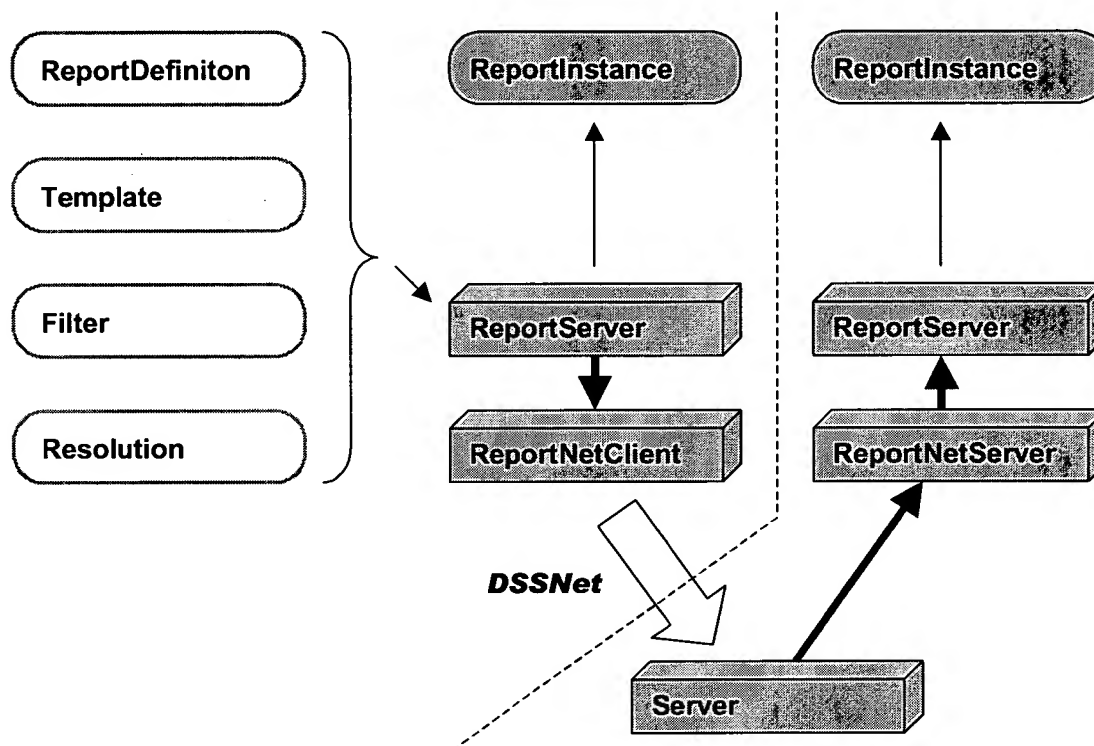 ReportDefiniton
ReportInstance
ReportInstance
Template
Filter
ReportServer
ReportServer
Resolution
ReportNetClient
ReportNetServer
DSSNet
Server